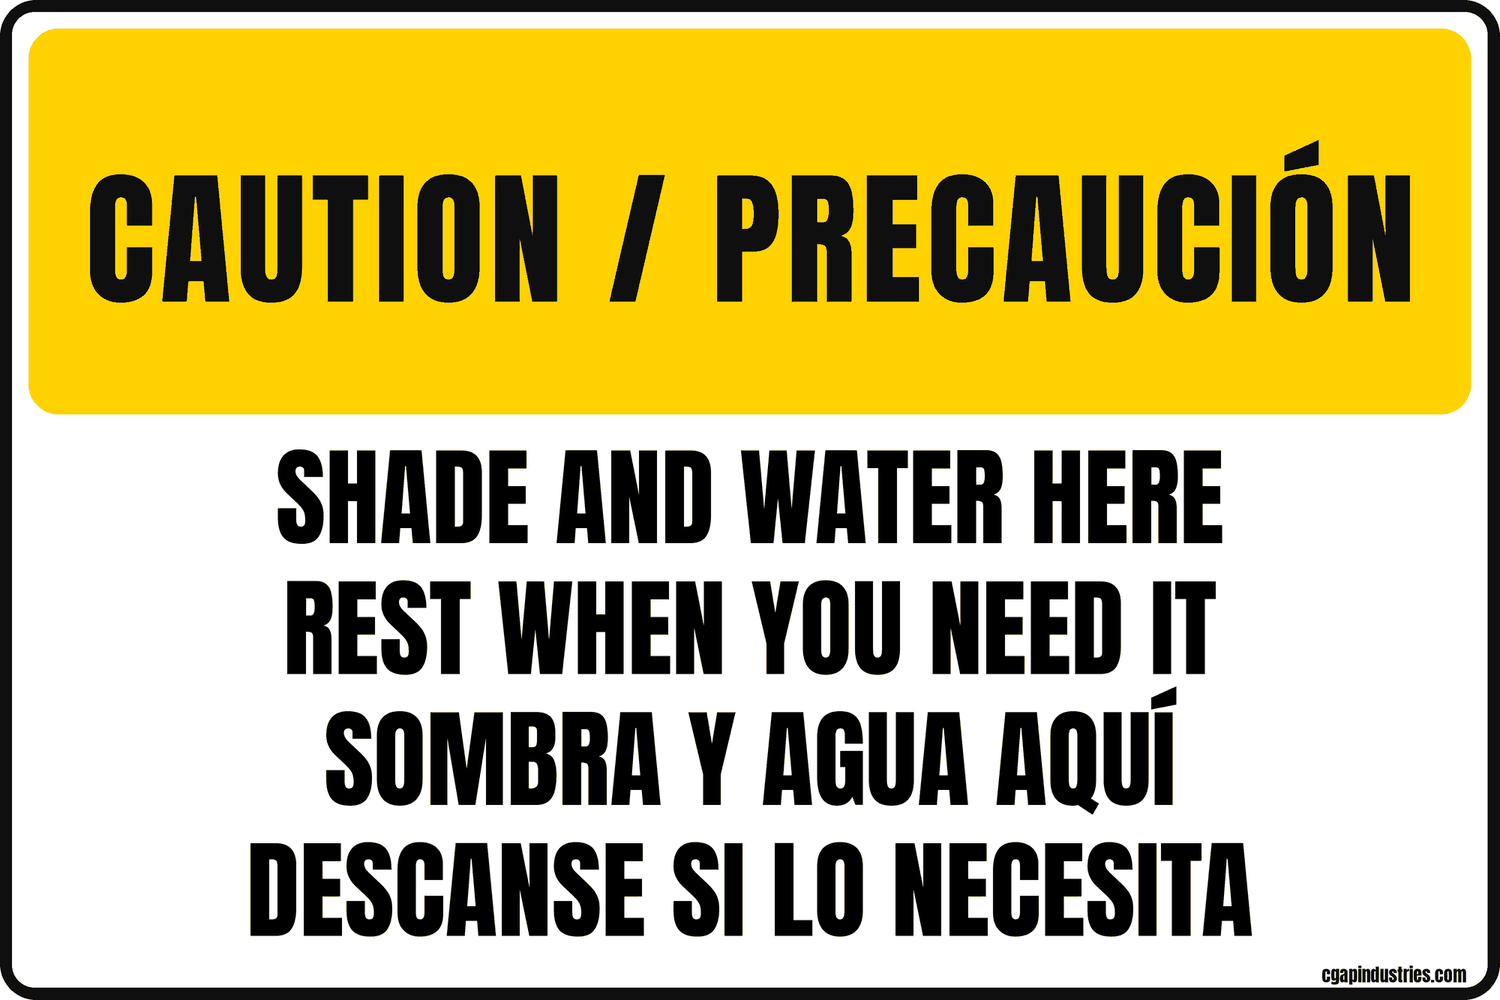 CAUTION / PRECAUCIÓN
SHADE AND WATER HERE
REST WHEN YOU NEED IT
SOMBRA Y AGUA AQUÍ
DESCANSE SI LO NECESITA
cgapindustries.com